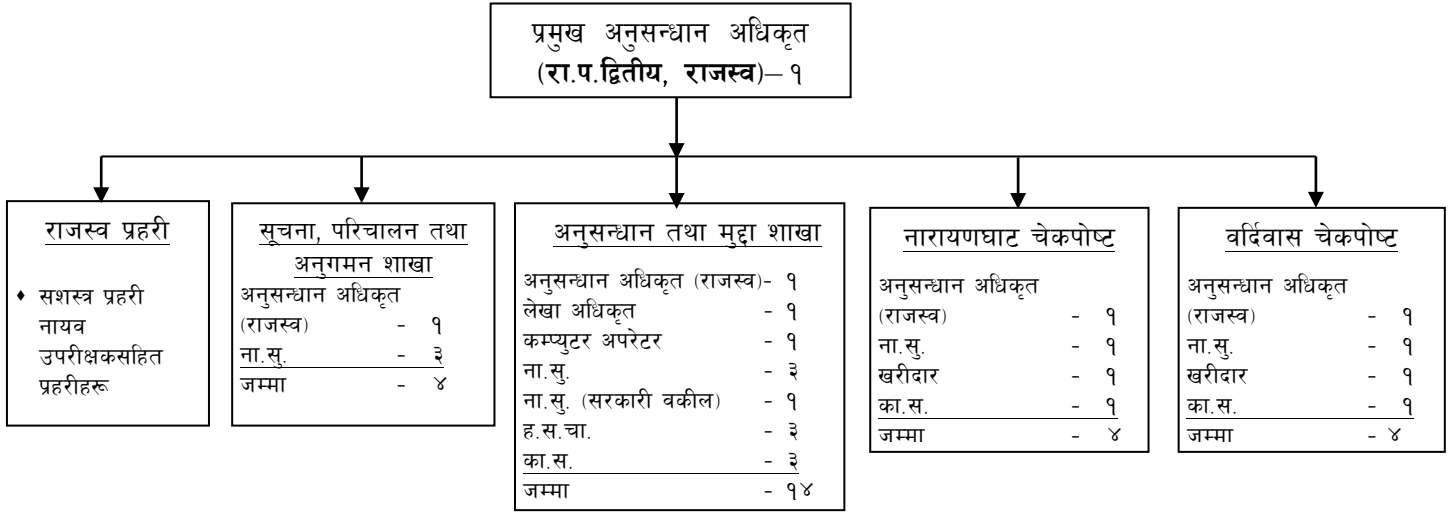 प्रमुख अनुसन्धान अधिकृत
(रा.प.द्वितीय, राजस्व)– १
राजस्व प्रहरी
♦ सशस्त्र प्रहरी
नायव
उपरीक्षकसहित
प्रहरीहरू
सूचना, परिचालन तथा
अनुगमन शाखा
अनुसन्धान अधिकृत
(राजस्व) - १
ना.सु. - ३
जम्मा - ४
अनुसन्धान तथा मुद्दा शाखा
अनुसन्धान अधिकृत (राजस्व)- १
लेखा अधिकृत - १
कम्प्युटर अपरेटर - १
ना.सु. - ३
ना.सु. (सरकारी वकील) - १
ह.स.चा. - ३
का.स. - ३
जम्मा - १४
नारायणघाट चेकपोष्ट
अनुसन्धान अधिकृत
(राजस्व) - १
ना.सु. - १
खरीदार - १
का.स. - १
जम्मा - ४
वर्दिवास चेकपोष्ट
अनुसन्धान अधिकृत
(राजस्व) - १
ना.सु. - १
खरीदार - १
का.स. - १
जम्मा - ४